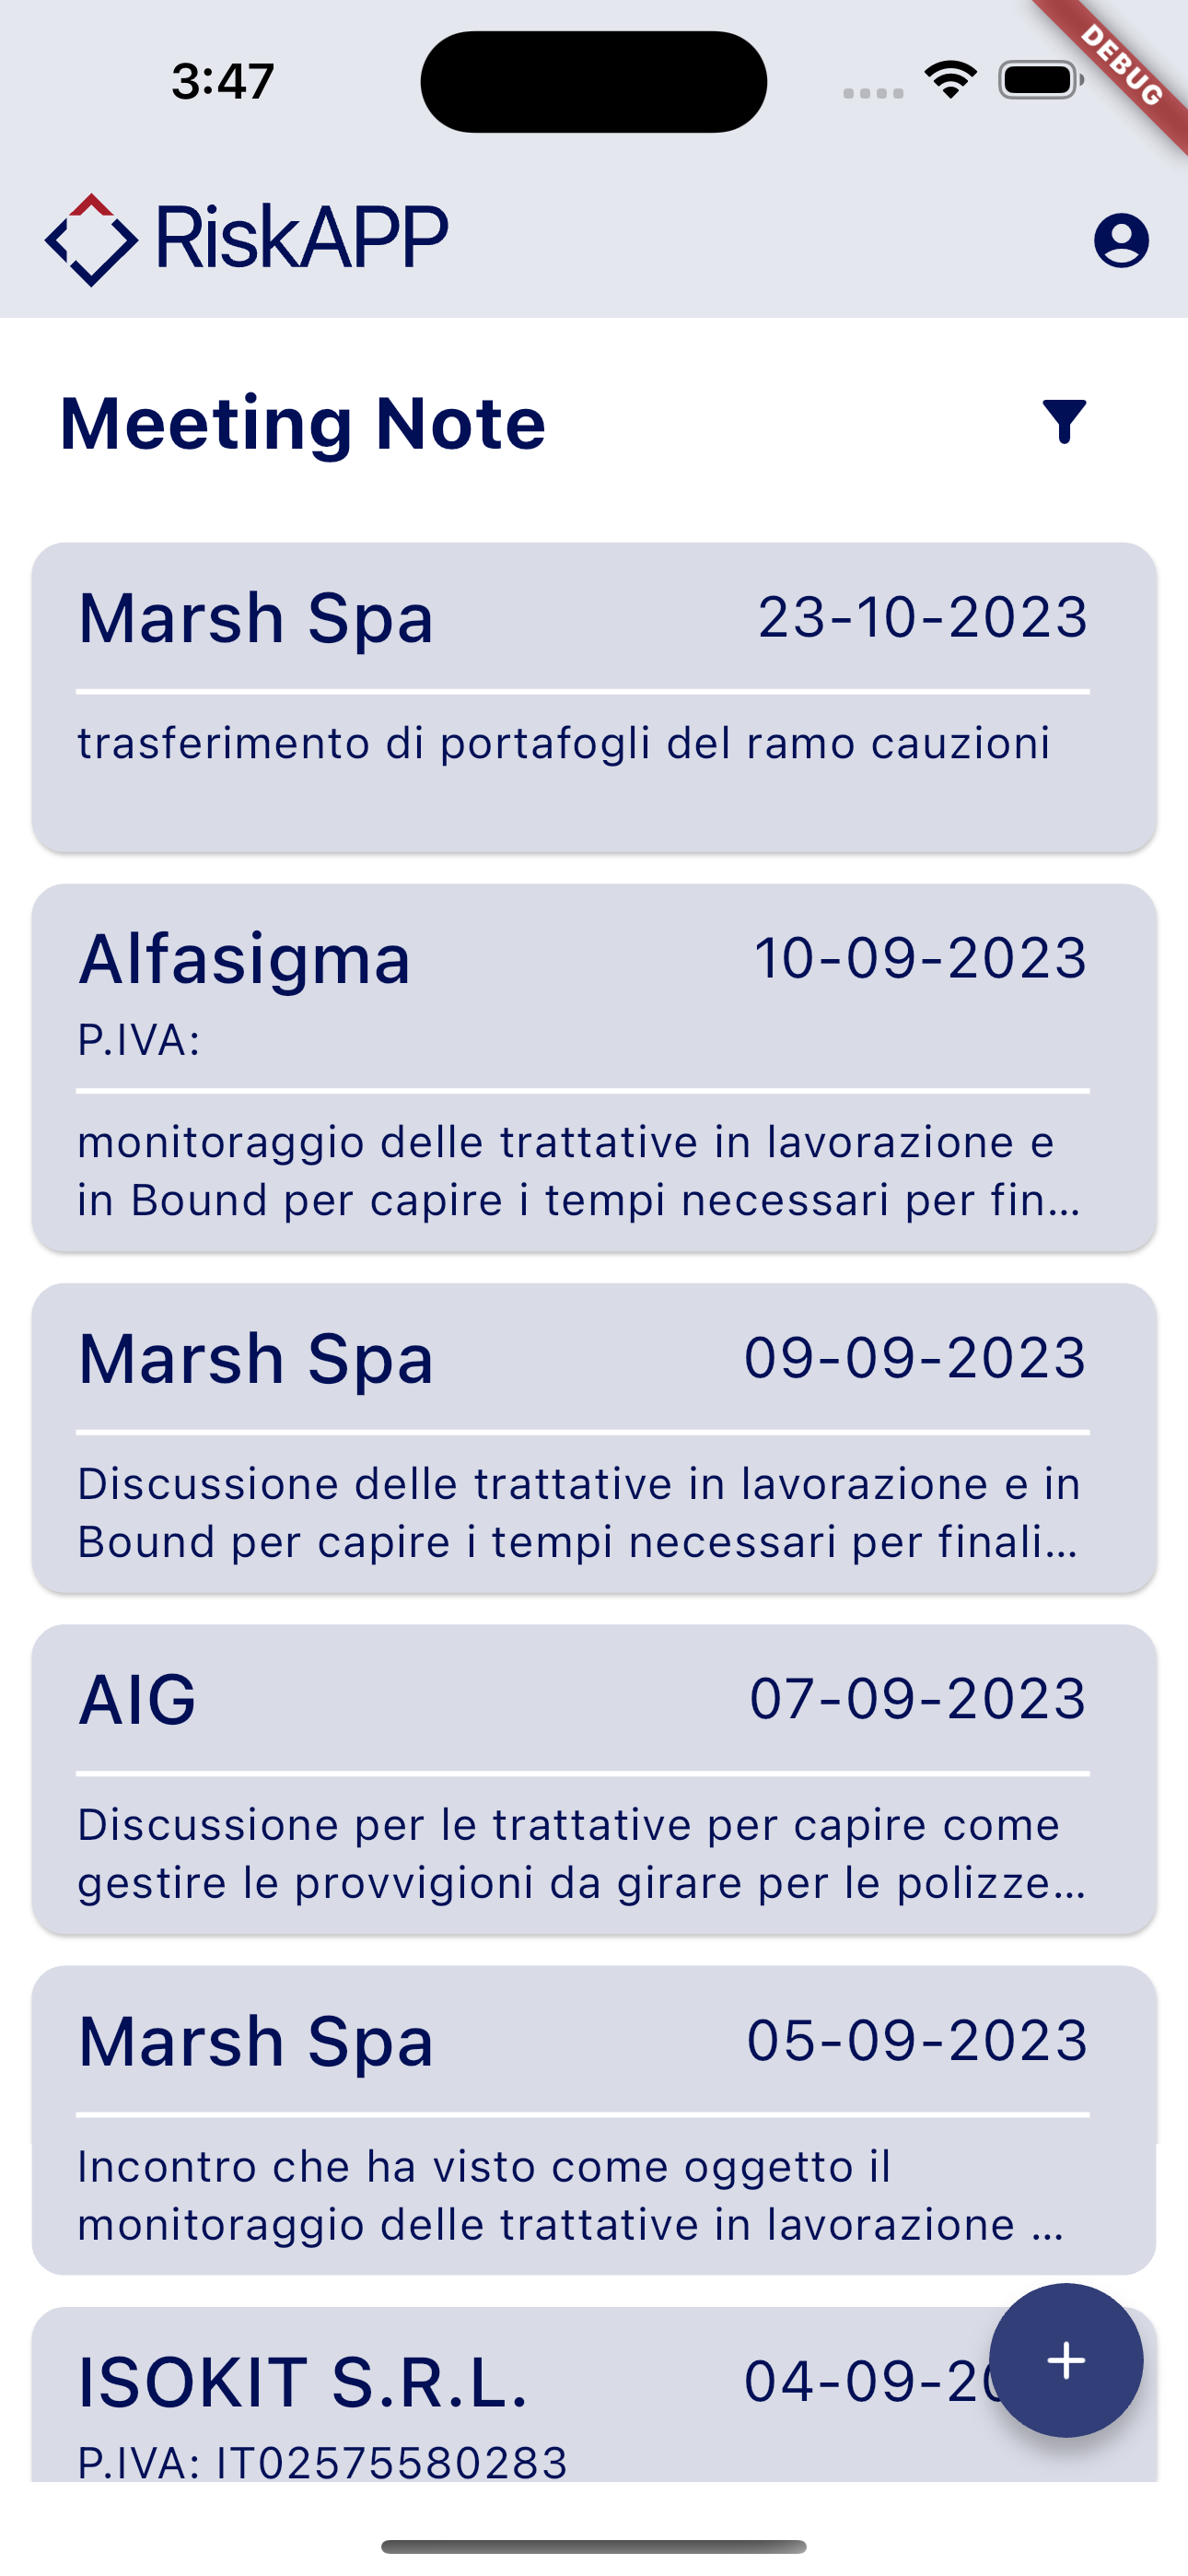 3:47
DEBUG
RiskAPP
Meeting Note
Marsh Spa
23-10-2023
trasferimento di portafogli del ramo cauzioni
Alfasigma
10-09-2023
P.IVA:
monitoraggio delle trattative in lavorazione e
in Bound per capire i tempi necessari per fin...
Marsh Spa
09-09-2023
Discussione delle trattative in lavorazione e in
Bound per capire i tempi necessari per finali...
AIG
07-09-2023
Discussione per le trattative per capire come
gestire le provvigioni da girare per le polizze...
Marsh Spa
05-09-2023
Incontro che ha visto come oggetto il
monitoraggio delle trattative in lavorazione ...
ISOKIT S.R.L.
04-09-20
P.IVA: IT02575580283